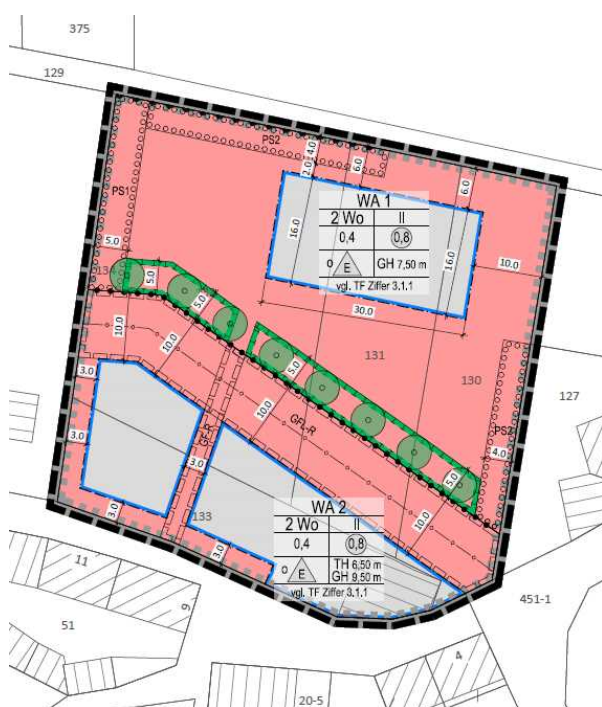 375
129
PS2
4.0
2.0
6.0
6.0
PS1
WA 1
2 Wo II
0,4 0,8
o E GH 7,50 m
vgl. TF Ziffer 3.1.1
16.0
16.0
10.0
5.0
5.0
5.0
30.0
10.0
10.0
131
130
127
5.0
3.0
10.0
GFL-R
PS2
4.0
GF-R
3.0
3.0
5.0
10.0
133
WA 2
2 Wo II
0,4 0,8
o E TH 6,50 m
GH 9,50 m
vgl. TF Ziffer 3.1.1
3.0
3.0
11
9
51
451-1
4
20-5